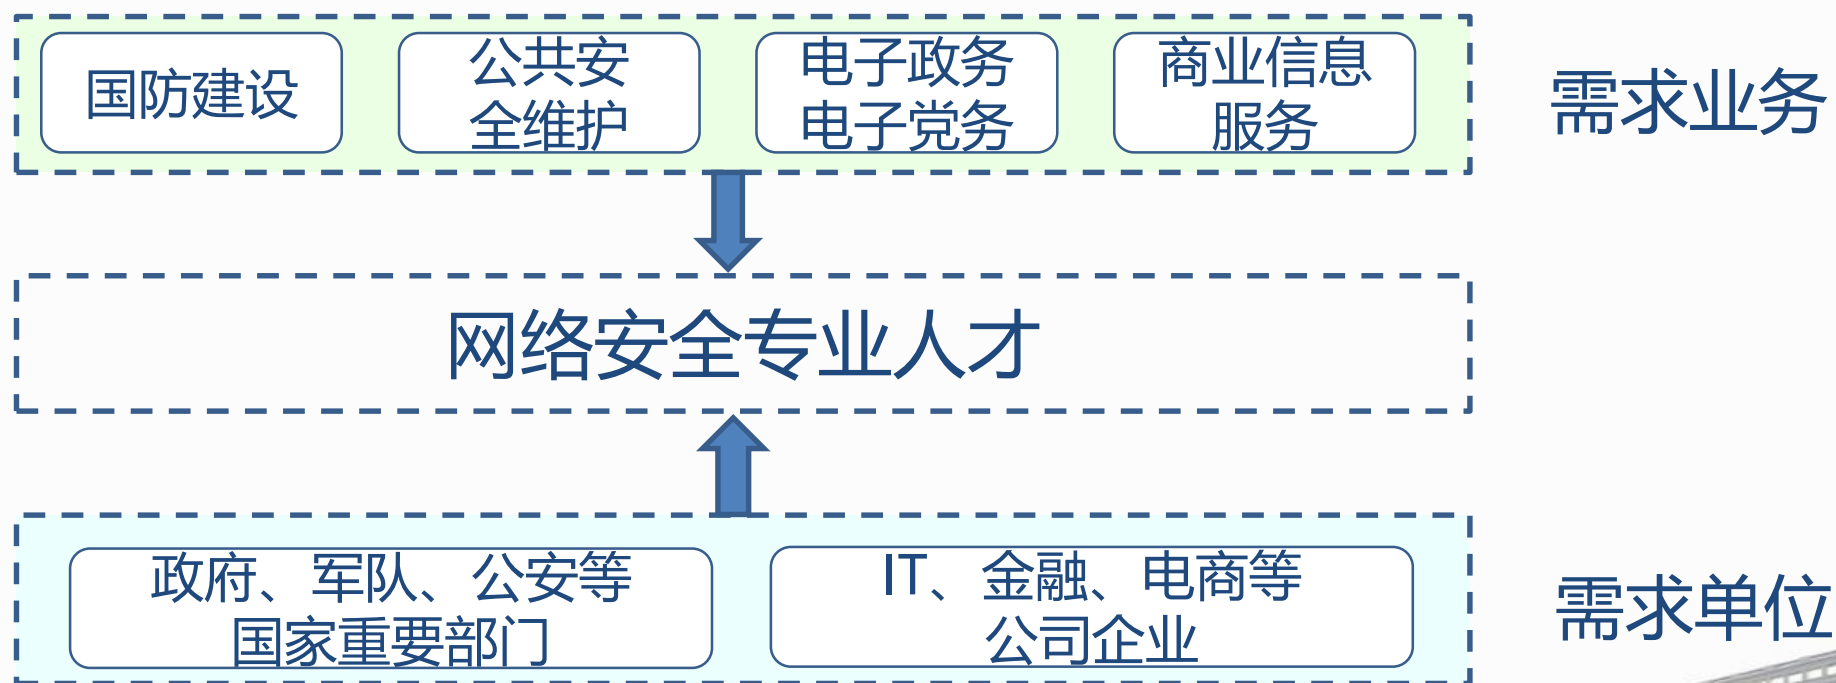 国防建设
公共安
全维护
电子政务
电子党务
商业信息
服务
需求业务
网络安全专业人才
政府、军队、公安等
国家重要部门
IT、金融、电商等
公司企业
需求单位